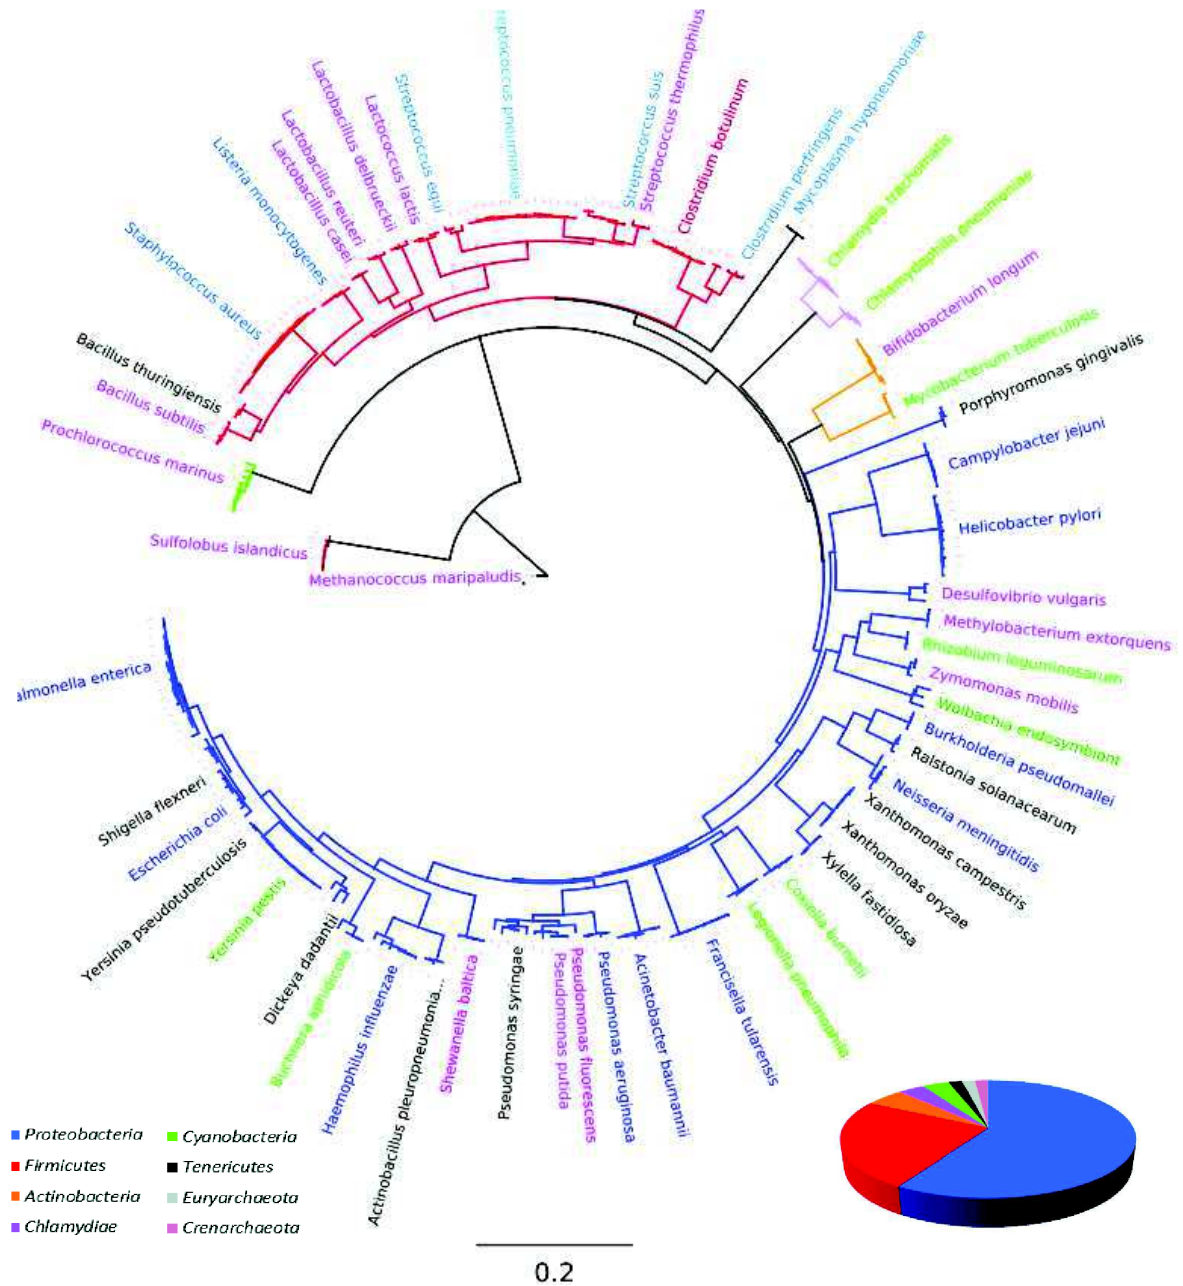 reptococcus pneumoniae
Streptococcus suis
Streptococcus thermophilus
Clostridium botulinum
Clostridium perfringens
Mycoplasma hyopneumoniae
Chlamydia trachomatis
Chlamydophila pneumoniae
Bifidobacterium longum
Mycobacterium tuberculosis
Porphyromonas gingivalis
Campylobacter jejuni
Helicobacter pylori
Desulfovibrio vulgaris
Methylobacterium extorquens
Rhizobium leguminosarum
Zymomonas mobilis
Wolbachia endosymbiont
Burkholderia pseudomallei
Ralstonia solanacearum
Neisseria meningitidis
Xanthomonas campestris
Xanthomonas oryzae
Xylella fastidiosa
Coxiella burnetii
Legionella pneumophila
Francisella tularensis
Acinetobacter baumannii
Pseudomonas aeruginosa
Pseudomonas fluorescens
Pseudomonas putida
Pseudomonas syringae
Shewanella baltica
Actinobacillus pleuropneumonia...
Haemophilus influenzae
Buchnera aphidicola
Dickeya dadantii
Yersinia pestis
Yersinia pseudotuberculosis
Escherichia coli
Shigella flexneri
almonella enterica
Methanococcus maripaludis
Sulfolobus islandicus
Prochlorococcus marinus
Bacillus subtilis
Bacillus thuringiensis
Staphylococcus aureus
Listeria monocytogenes
Lactobacillus casei
Lactobacillus reuteri
Lactobacillus delbrueckii
Lactococcus lactis
Streptococcus equi
Proteobacteria
Firmicutes
Actinobacteria
Chlamydiae
Cyanobacteria
Tenericutes
Euryarchaeota
Crenarchaeota
0.2